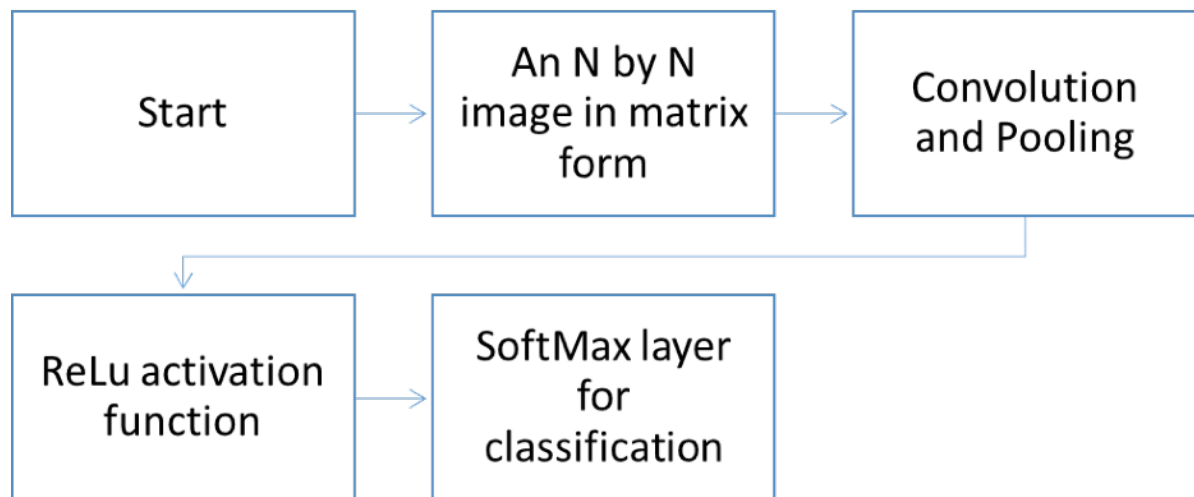 Start
An N by N
image in matrix
form
Convolution
and Pooling
ReLu activation
function
SoftMax layer
for
classification